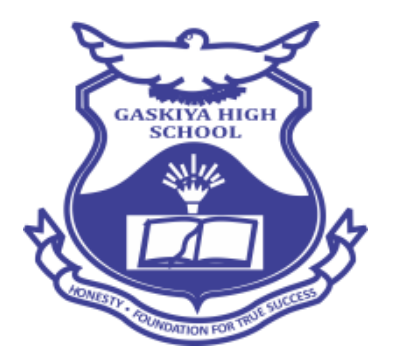 GASKIYA HIGH
SCHOOL
HONESTY • FOUNDATION FOR TRUE SUCCESS